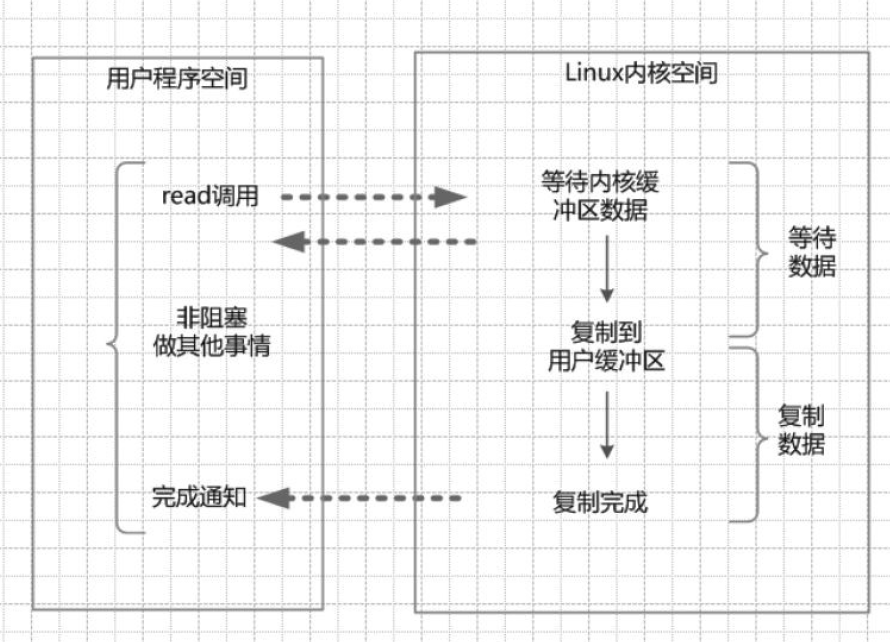 用户程序空间
Linux内核空间
read调用
等待内核缓
冲区数据
等待
数据
非阻塞
做其他事情
复制到
用户缓冲区
复制
数据
完成通知
复制完成